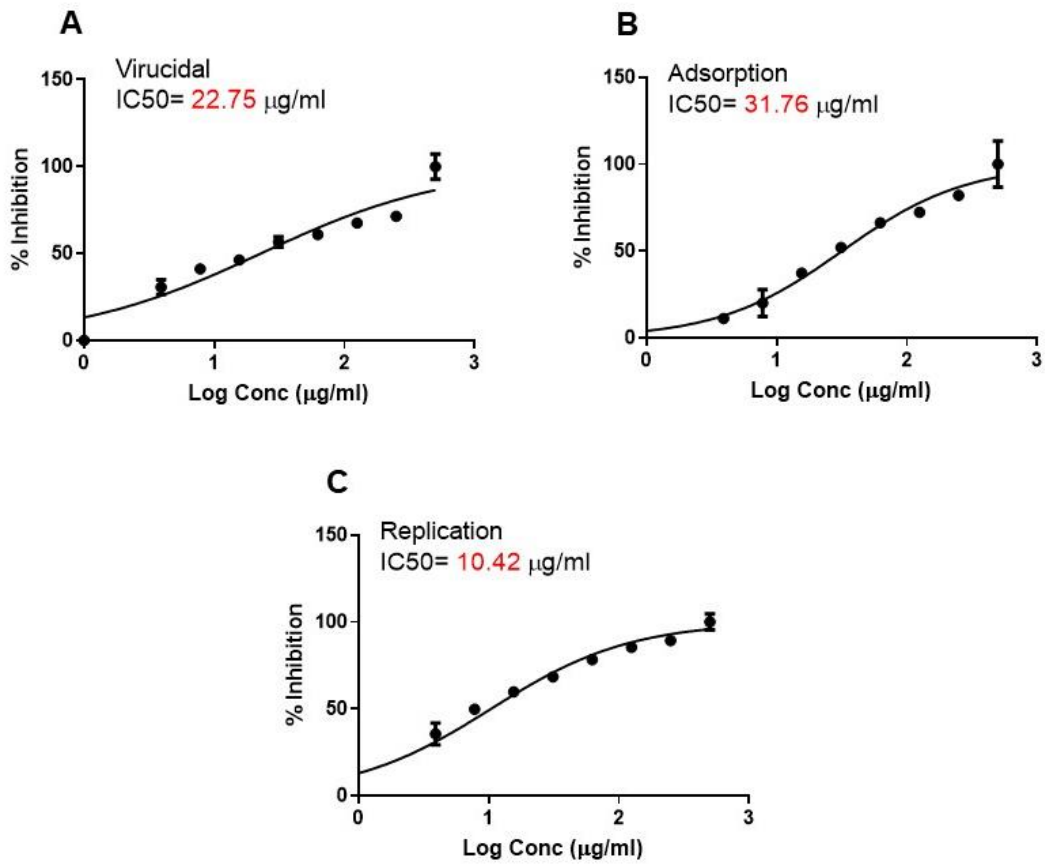 A
Virucidal
IC50= 22.75 μg/ml
150
100
50
0
% Inhibition
0 1 2 3
Log Conc (μg/ml)
B
Adsorption
IC50= 31.76 μg/ml
150
100
50
0
% Inhibition
0 1 2 3
Log Conc (μg/ml)
C
Replication
IC50= 10.42 μg/ml
150
100
50
0
% Inhibition
0 1 2 3
Log Conc (μg/ml)